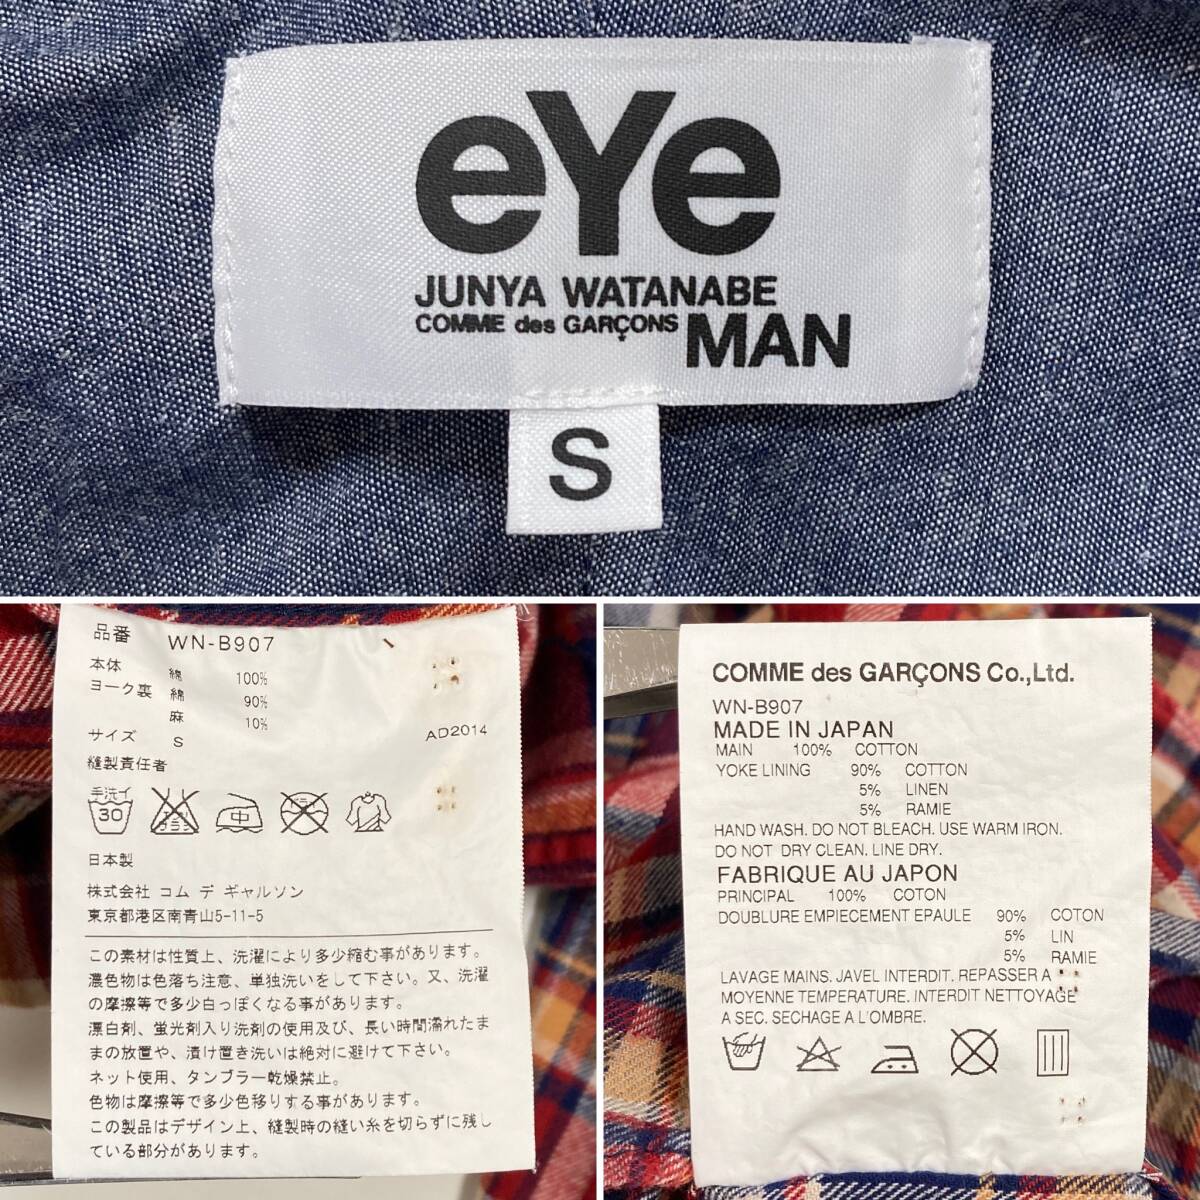 eYe
JUNYA WATANABE
COMME des GARÇONS MAN
S
品番 WN-B907
本体 綿 100%
ヨーク裏 綿 90%
麻 10%
サイズ S AD2014
縫製責任者
手洗イ
30
日本製
株式会社 コム デ ギャルソン
東京都港区南青山5-11-5
この素材は性質上、洗濯により多少縮む事があります。
濃色物は色落ち注意、単独洗いをして下さい。又、洗濯
の摩擦等で多少白っぽくなる事があります。
漂白剤、蛍光剤入り洗剤の使用及び、長い時間濡れたま
まの放置や、漬け置き洗いは絶対に避けて下さい。
ネット使用、タンブラー乾燥禁止。
色物は摩擦等で多少色移りする事があります。
この製品はデザイン上、縫製時の縫い糸を切らずに残し
ている部分があります。
COMME des GARÇONS Co.,Ltd.
WN-B907
MADE IN JAPAN
MAIN 100% COTTON
YOKE LINING 90% COTTON
5% LINEN
5% RAMIE
HAND WASH. DO NOT BLEACH. USE WARM IRON.
DO NOT DRY CLEAN. LINE DRY.
FABRIQUE AU JAPON
PRINCIPAL 100% COTON
DOUBLURE EMPIECEMENT EPAULE 90% COTON
5% LIN
5% RAMIE
LAVAGE MAINS. JAVEL INTERDIT. REPASSER A
MOYENNE TEMPERATURE. INTERDIT NETTOYAGE
A SEC. SECHAGE A L'OMBRE.